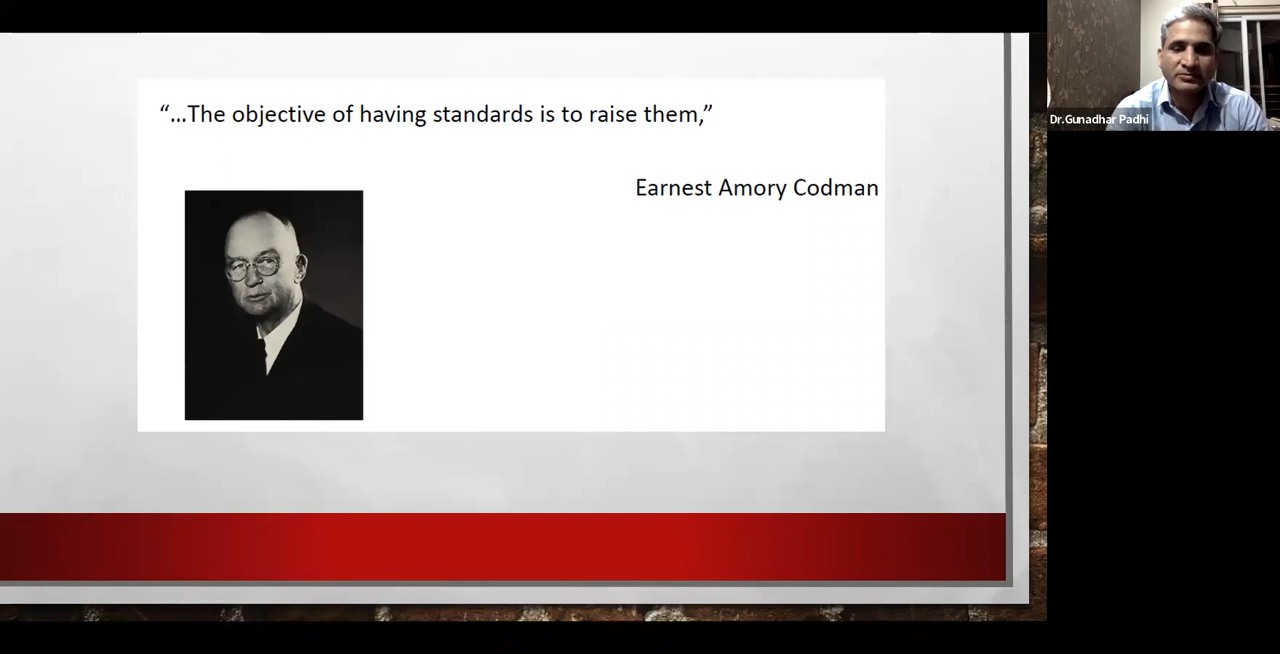 “...The objective of having standards is to raise them,”
Earnest Amory Codman
Dr.Gunadhar Padhi